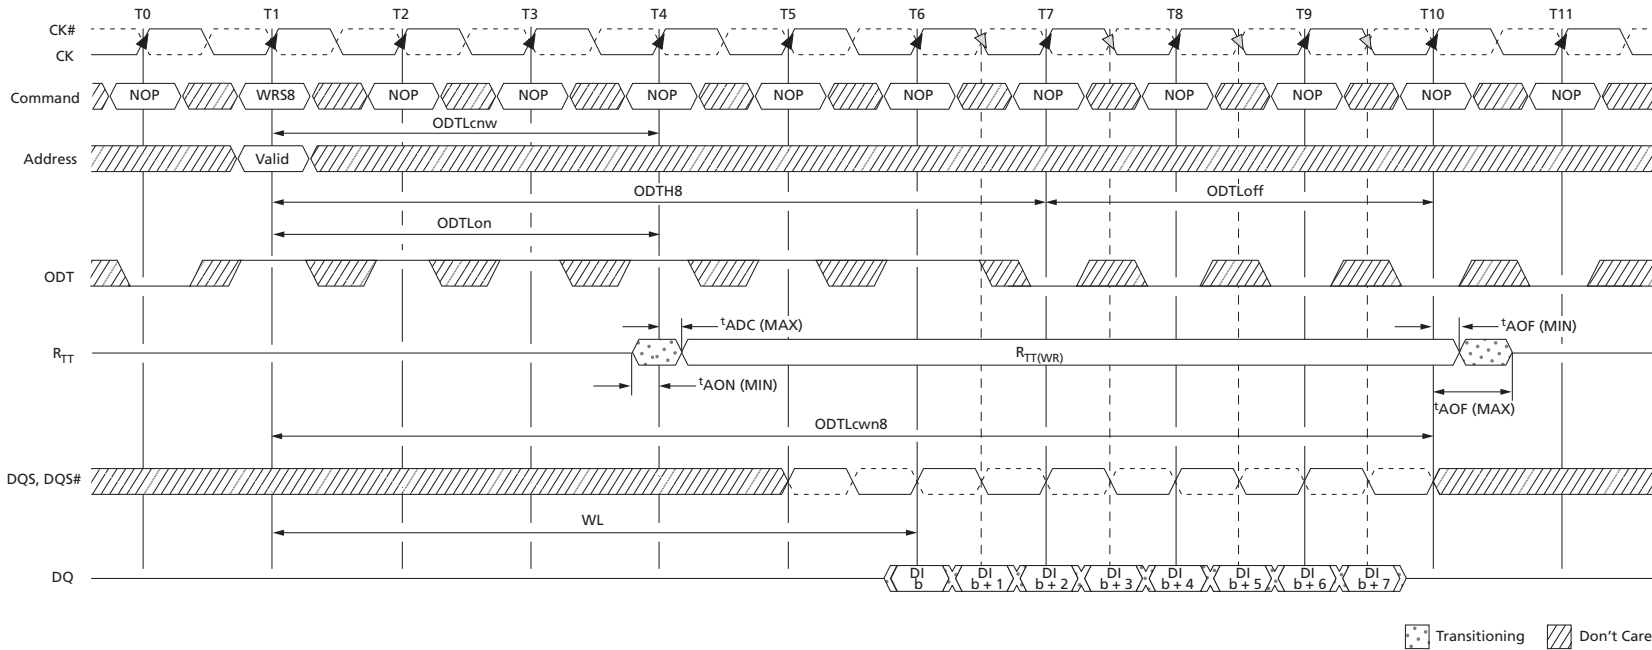 T0 T1 T2 T3 T4 T5 T6 T7 T8 T9 T10 T11
CK#
CK
Command NOP WRS8 NOP NOP NOP NOP NOP NOP NOP NOP NOP NOP
ODTLcnw
Address Valid
ODTH8 ODTLoff
ODTLon
ODT
tADC (MAX) tAOF (MIN)
RTT RTT(WR)
tAON (MIN)
tAOF (MAX)
ODTLcwn8
DQS, DQS#
WL
DQ DI b DI b + 1 DI b + 2 DI b + 3 DI b + 4 DI b + 5 DI b + 6 DI b + 7
Transitioning Don't Care